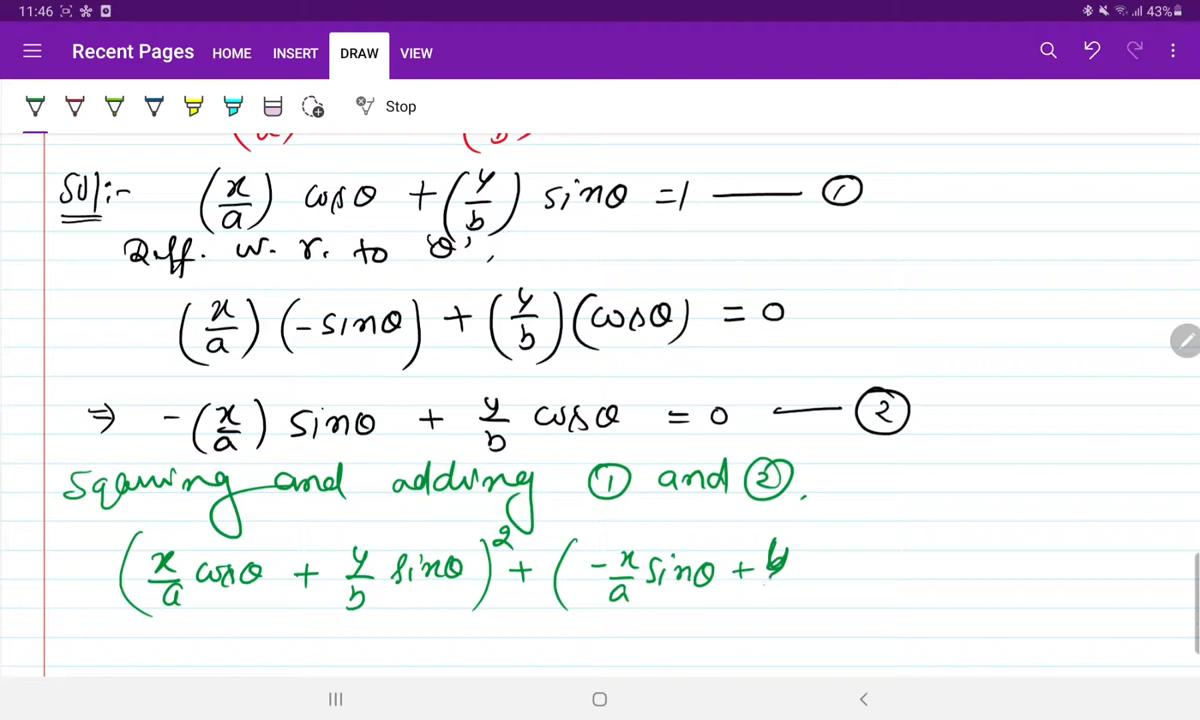 11:46 43%
Recent Pages HOME INSERT DRAW VIEW
Stop
Sol:- (x/a) cosθ + (y/b) sinθ = 1 —— ①
Diff. w. r. to 'θ',
(x/a) (-sinθ) + (y/b) (cosθ) = 0
⇒ -(x/a) sinθ + y/b cosθ = 0 —— ②
Squaring and adding ① and ②.
(x/a cosθ + y/b sinθ)² + (-x/a sinθ +